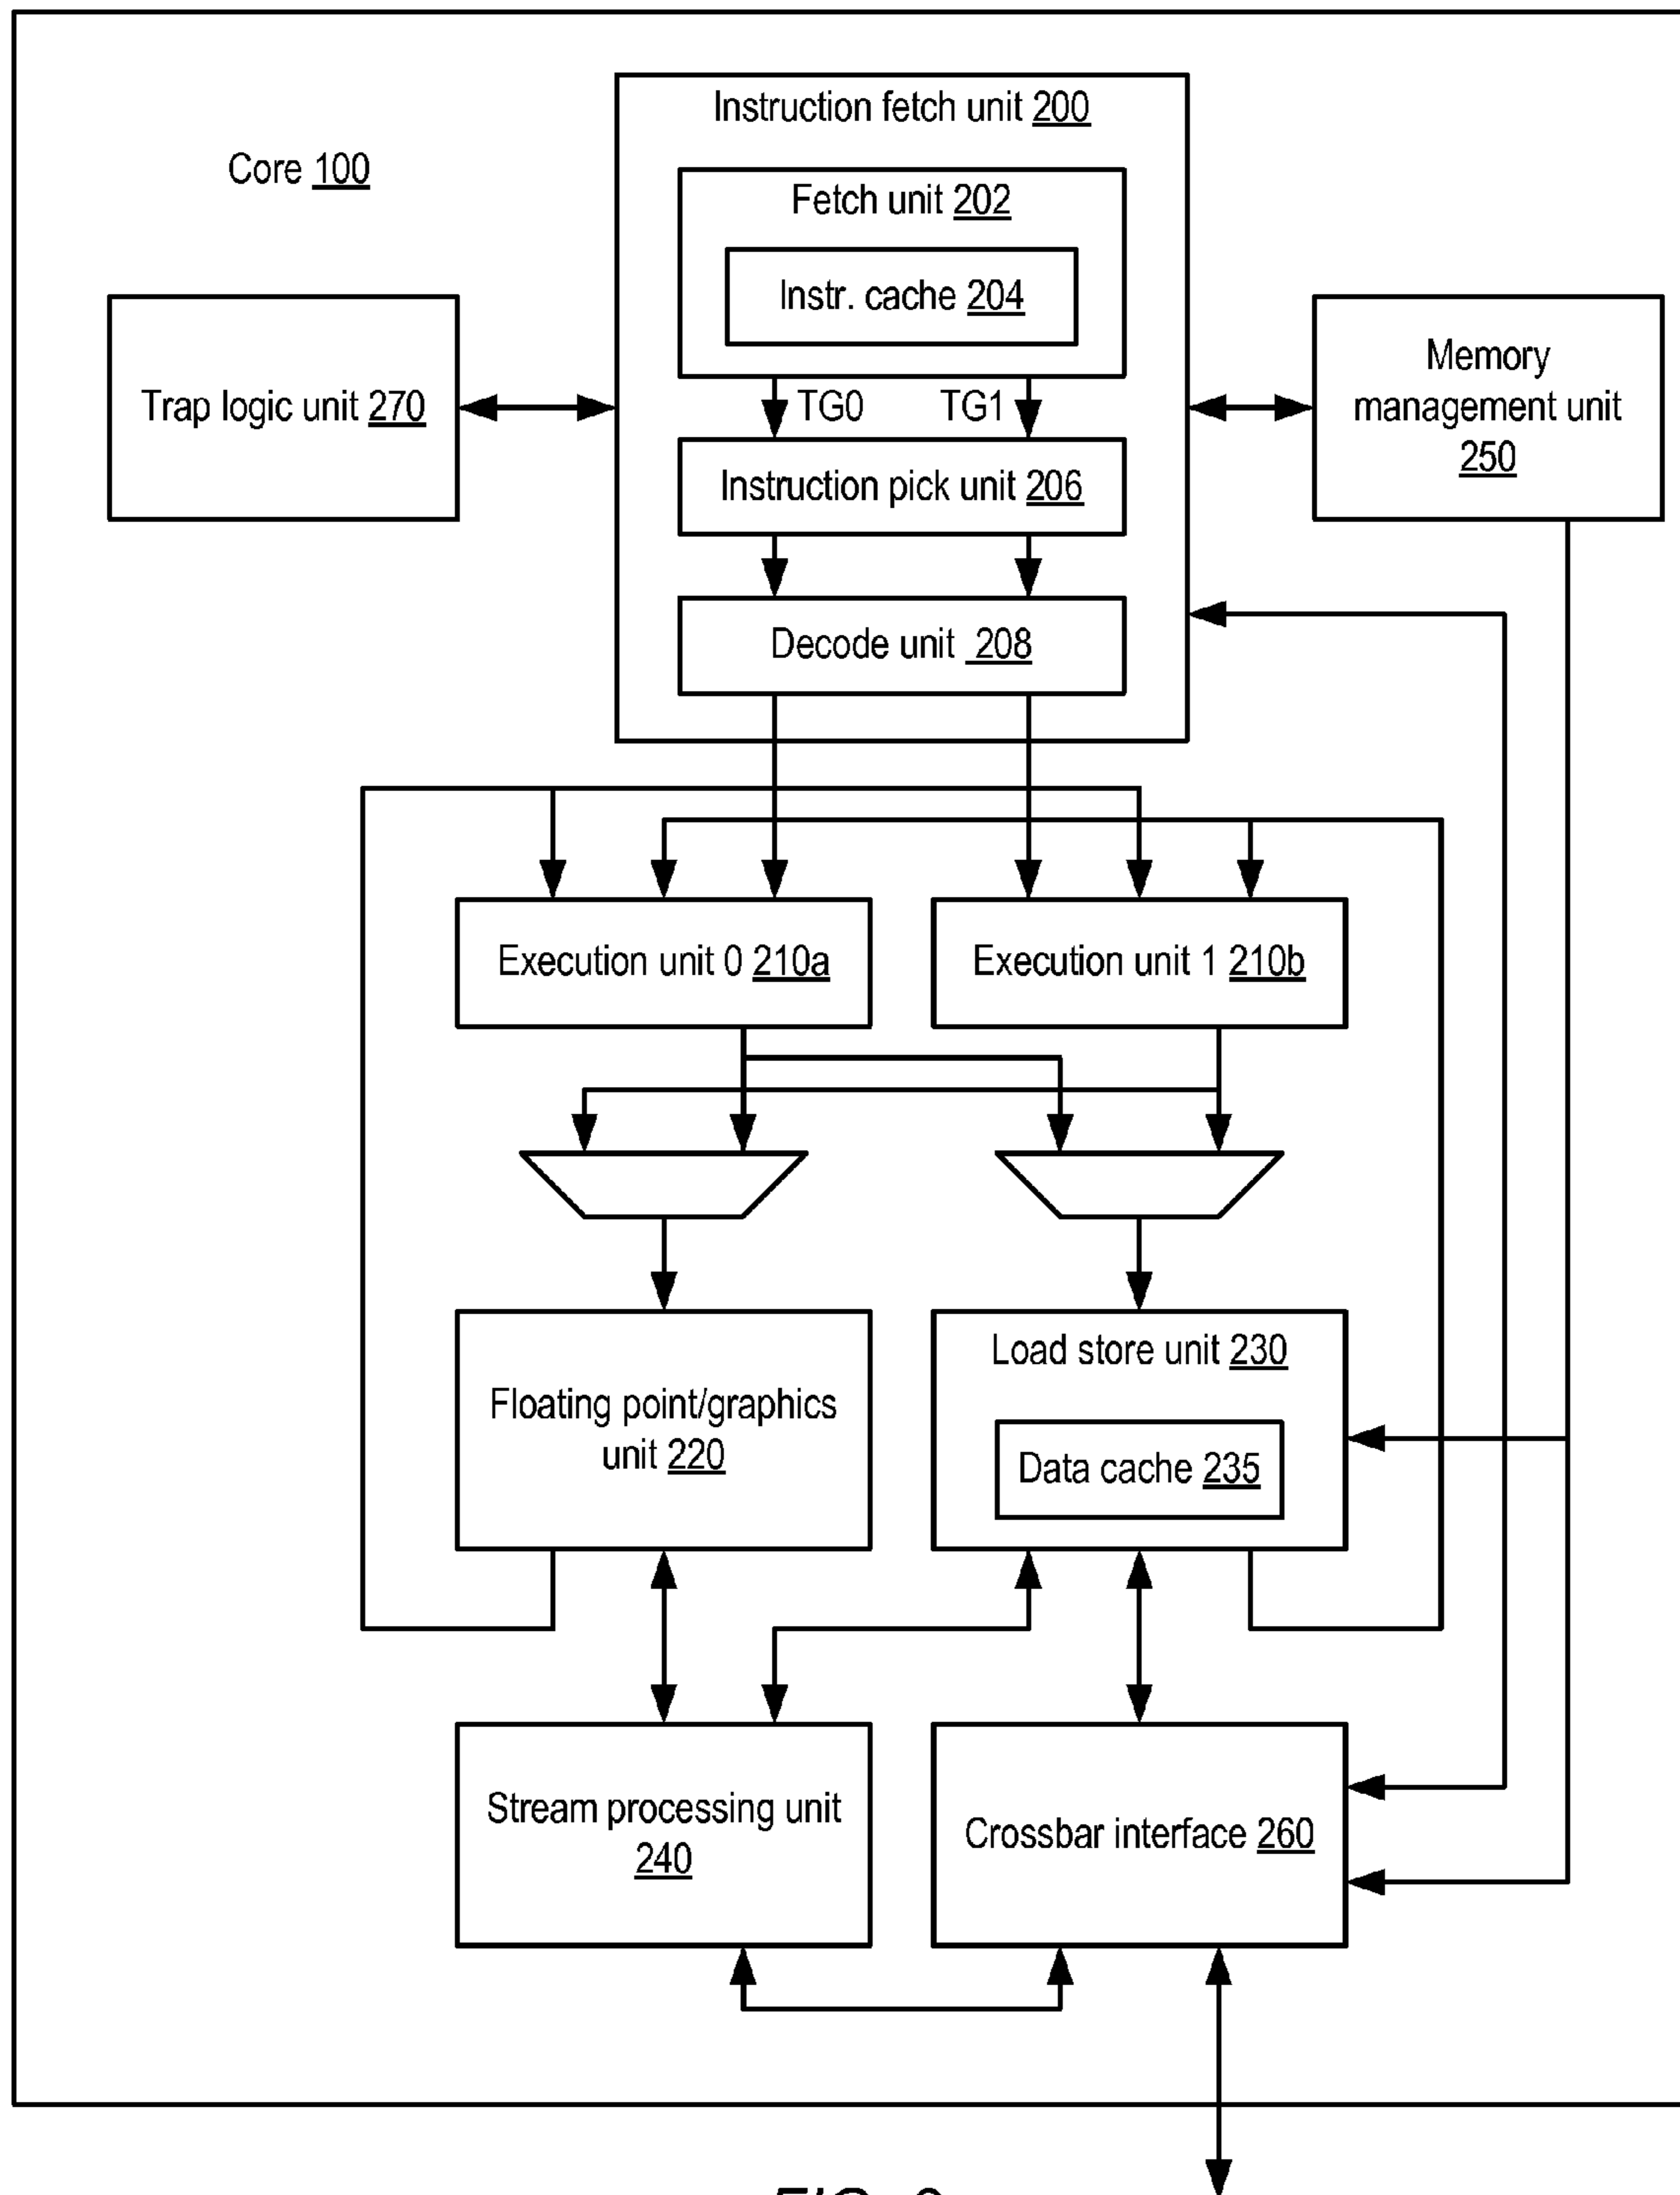 Instruction fetch unit 200
Core 100
Fetch unit 202
Instr. cache 204
Trap logic unit 270
Memory
management unit
250
TG0
TG1
Instruction pick unit 206
Decode unit 208
Execution unit 0 210a
Execution unit 1 210b
Floating point/graphics
unit 220
Load store unit 230
Data cache 235
Stream processing unit
240
Crossbar interface 260